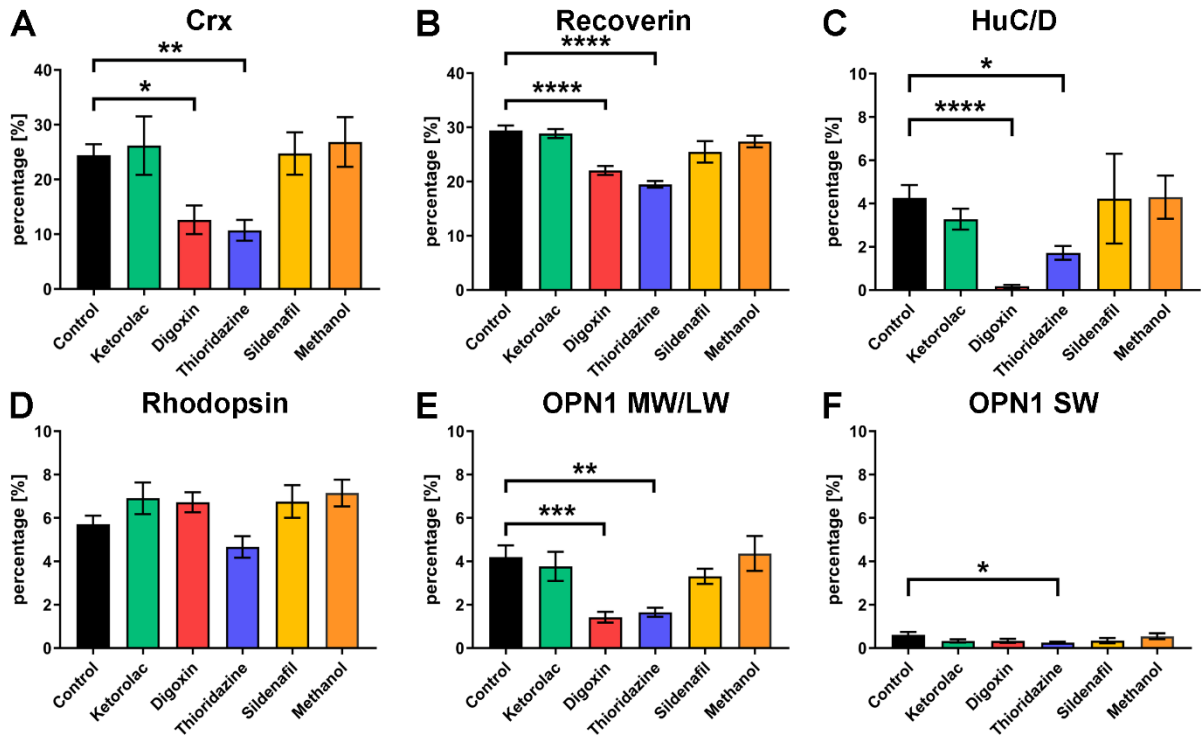 A Crx
percentage [%]
40
30
20
10
0
*
**
Control
Ketorolac
Digoxin
Thioridazine
Sildenafil
Methanol
B Recoverin
percentage [%]
40
30
20
10
0
****
****
Control
Ketorolac
Digoxin
Thioridazine
Sildenafil
Methanol
C HuC/D
percentage [%]
10
8
6
4
2
0
*
****
Control
Ketorolac
Digoxin
Thioridazine
Sildenafil
Methanol
D Rhodopsin
percentage [%]
10
8
6
4
2
0
Control
Ketorolac
Digoxin
Thioridazine
Sildenafil
Methanol
E OPN1 MW/LW
percentage [%]
10
8
6
4
2
0
**
***
Control
Ketorolac
Digoxin
Thioridazine
Sildenafil
Methanol
F OPN1 SW
percentage [%]
10
8
6
4
2
0
*
Control
Ketorolac
Digoxin
Thioridazine
Sildenafil
Methanol